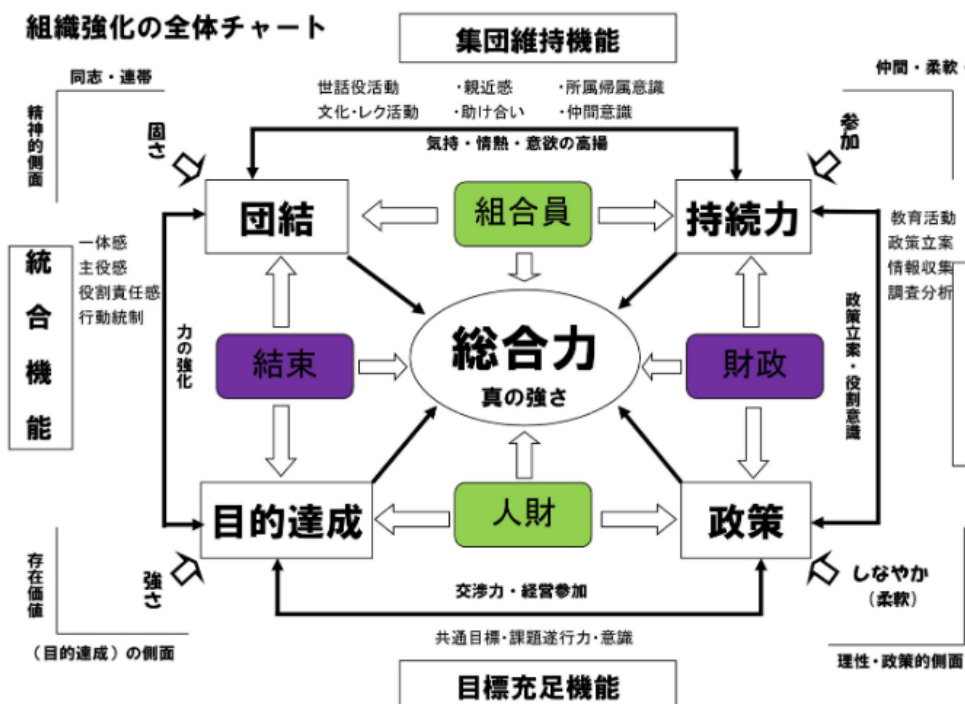 組織強化の全体チャート
集団維持機能
同志・連帯
仲間・柔軟・
世話役活動 ・親近感 ・所属帰属意識
文化・レク活動 ・助け合い ・仲間意識
気持・情熱・意欲の高揚
精神的側面
固さ
参加
団結
組合員
持続力
統合機能
一体感
主役感
役割責任感
行動統制
教育活動
政策立案
情報収集
調査分析
力の強化
結束
総合力
真の強さ
財政
政策立案・役割意識
目的達成
人財
政策
存在価値
強さ
しなやか
(柔軟)
交渉力・経営参加
共通目標・課題遂行力・意識
(目的達成)の側面
理性・政策的側面
目標充足機能